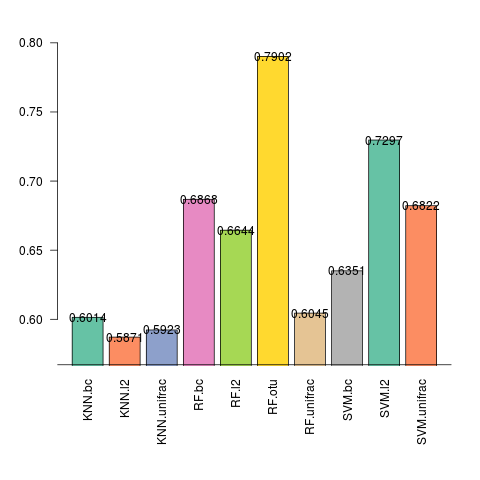 0.80
0.75
0.70
0.65
0.60
0.6014
0.5871
0.5923
0.6868
0.6644
0.7902
0.6045
0.6351
0.7297
0.6822
KNN.bc
KNN.l2
KNN.unifrac
RF.bc
RF.l2
RF.otu
RF.unifrac
SVM.bc
SVM.l2
SVM.unifrac